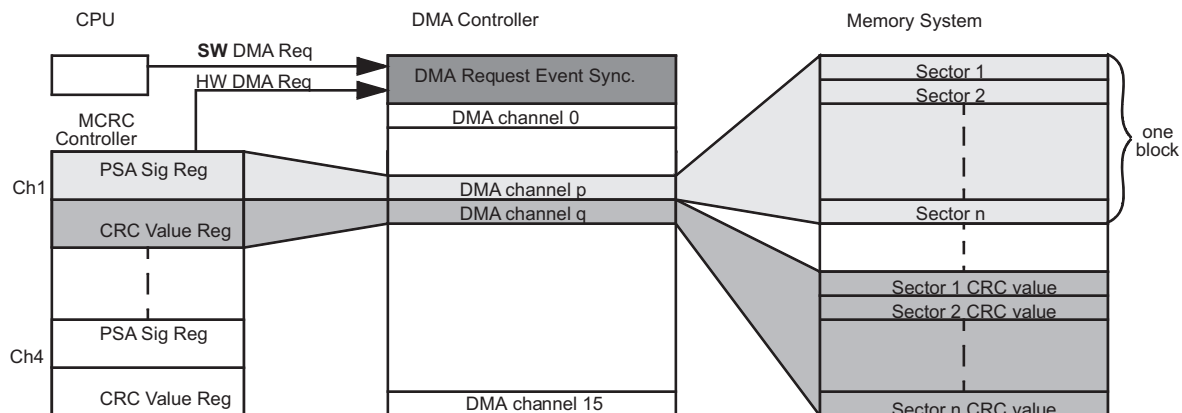 CPU
DMA Controller
Memory System
SW DMA Req
HW DMA Req
DMA Request Event Sync.
DMA channel 0
MCRC
Controller
PSA Sig Reg
Ch1
CRC Value Reg
DMA channel p
DMA channel q
Sector 1
Sector 2
Sector n
one
block
Sector 1 CRC value
Sector 2 CRC value
PSA Sig Reg
Ch4
CRC Value Reg
DMA channel 15
Sector n CRC value